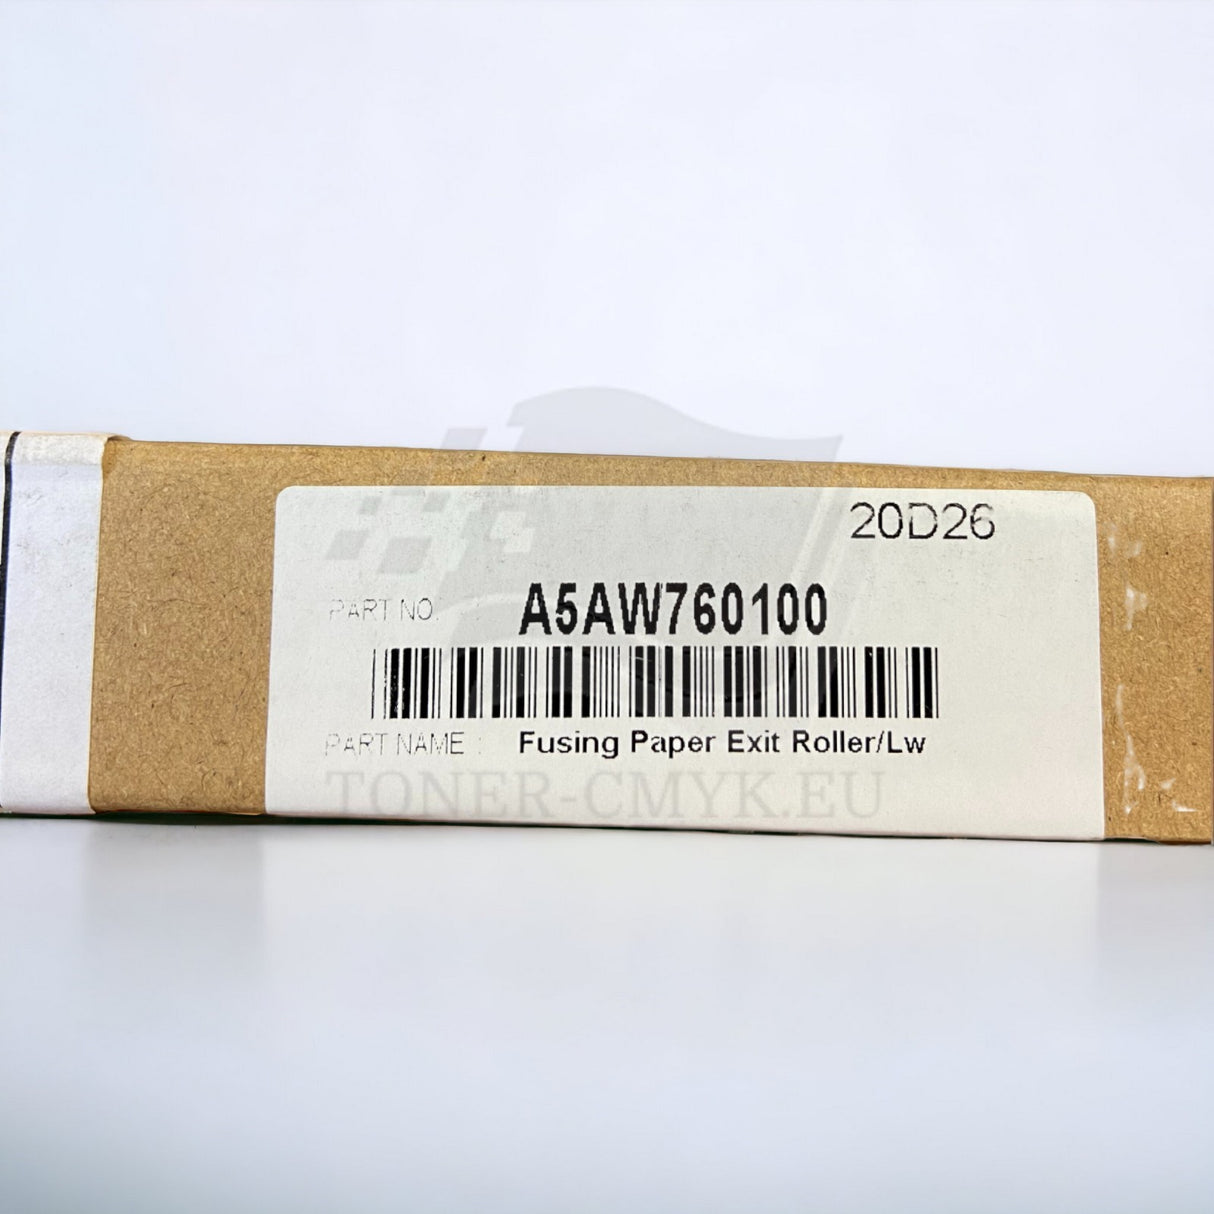 20D26
PART NO. : A5AW760100
PART NAME : Fusing Paper Exit Roller/Lw
TONER-CMYK.EU